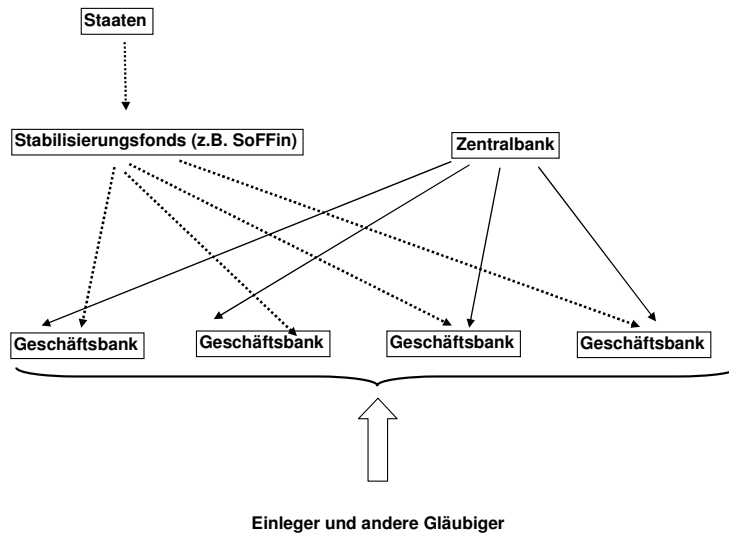 Staaten
Stabilisierungsfonds (z.B. SoFFin)
Zentralbank
Geschäftsbank
Geschäftsbank
Geschäftsbank
Geschäftsbank
Einleger und andere Gläubiger